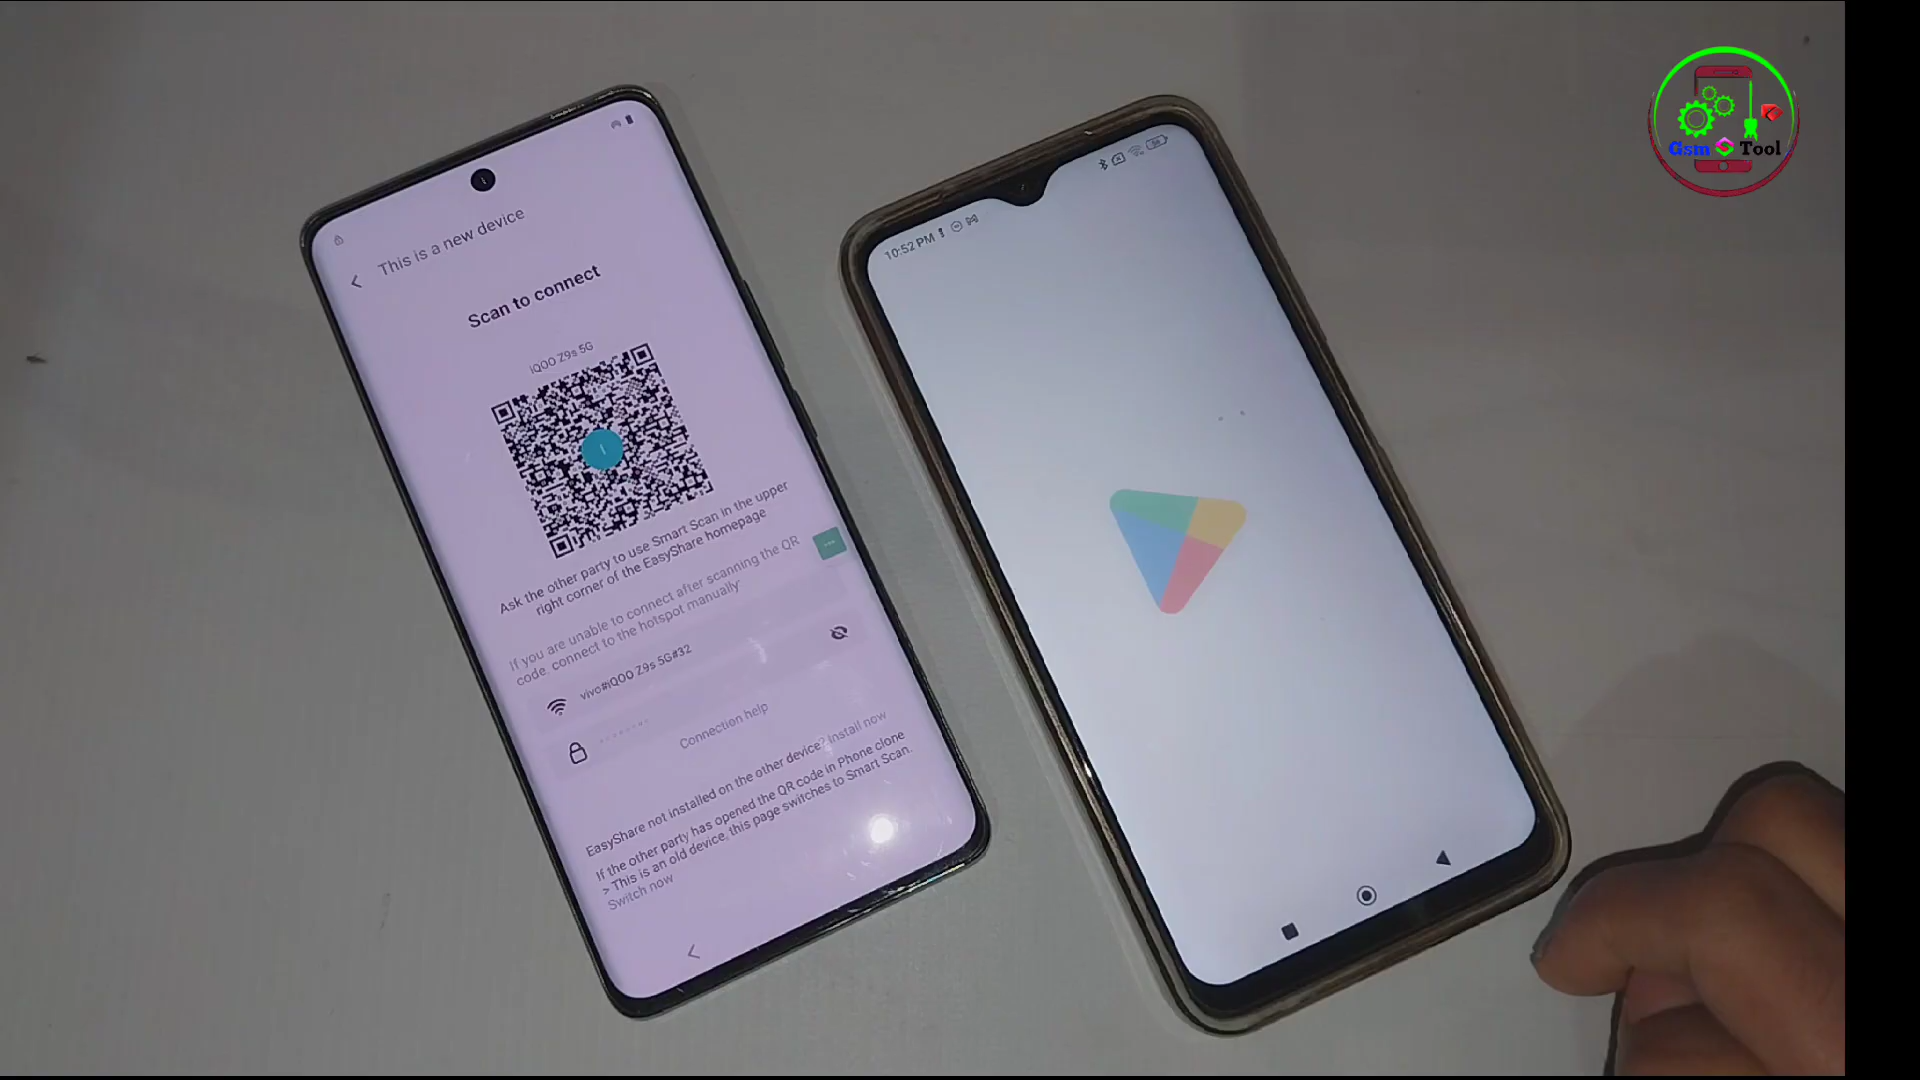 This is a new device
Scan to connect
iQOO Z9s 5G
Ask the other party to use Smart Scan in the upper
right corner of the EasyShare homepage
If you are unable to connect after scanning the QR
code, connect to the hotspot manually
vivo#iQOO Z9s 5G#32
Connection help
EasyShare not installed on the other device? Install now
If the other party has opened the QR code in Phone clone
> This is an old device, this page switches to Smart Scan.
Switch now
10:52 PM
Gsm S Tool